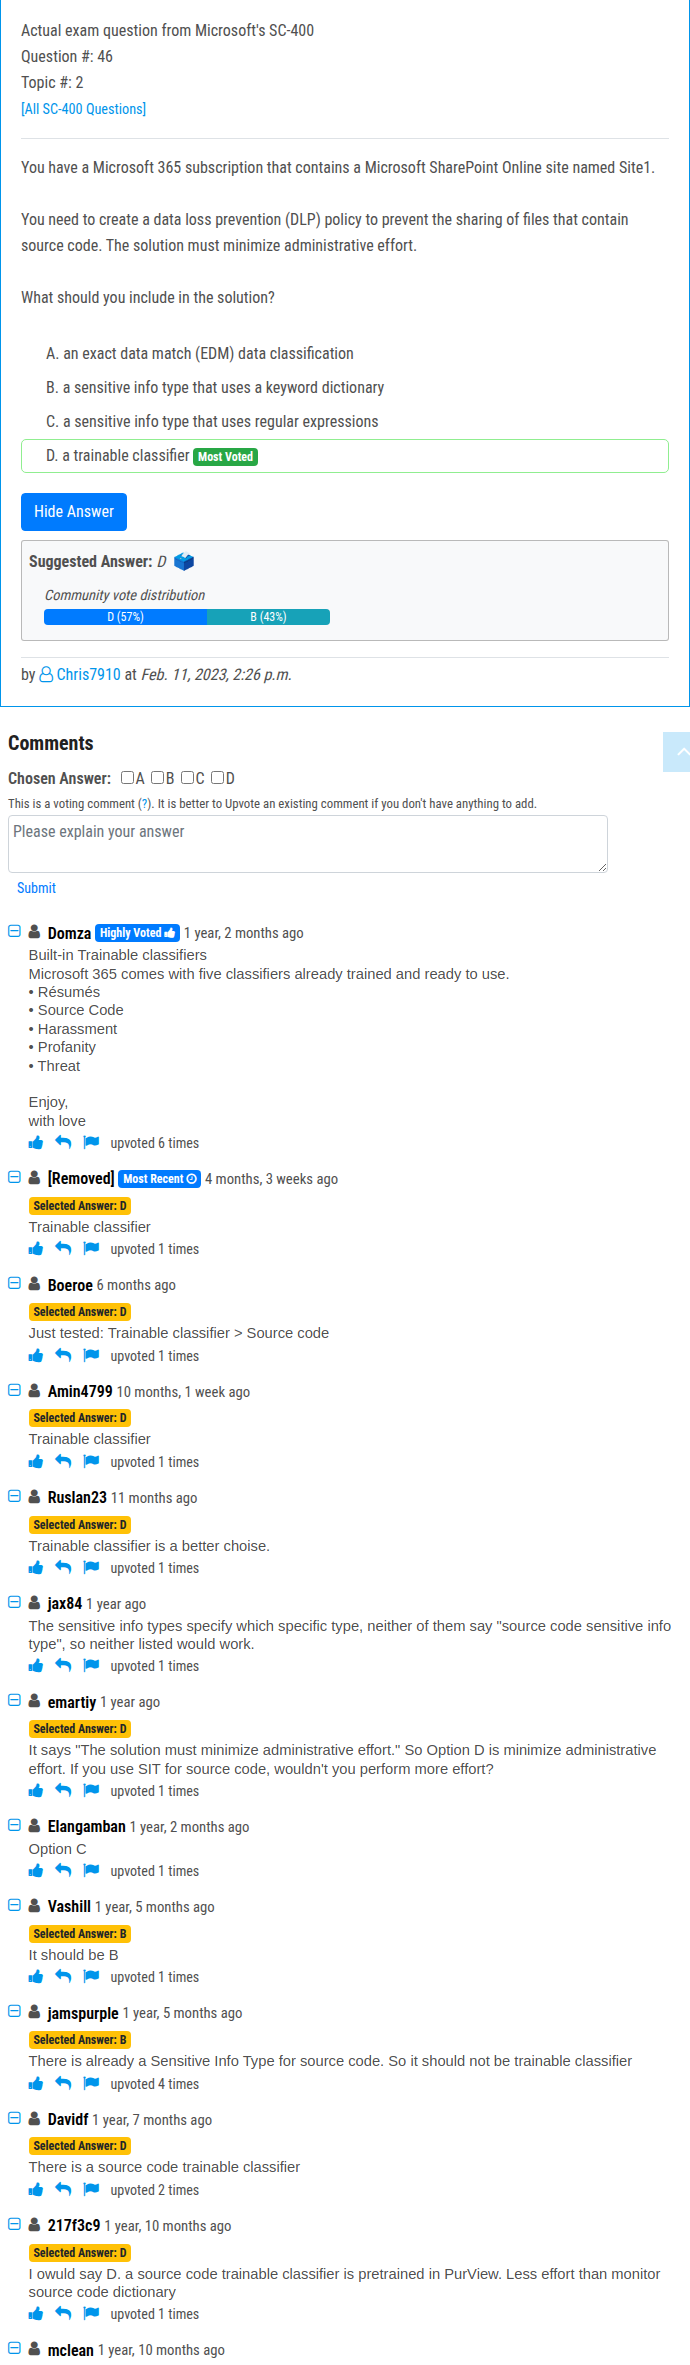 Actual exam question from Microsoft's SC-400
Question #: 46
Topic #: 2
[All SC-400 Questions]
You have a Microsoft 365 subscription that contains a Microsoft SharePoint Online site named Site1.
You need to create a data loss prevention (DLP) policy to prevent the sharing of files that contain
source code. The solution must minimize administrative effort.
What should you include in the solution?
A. an exact data match (EDM) data classification
B. a sensitive info type that uses a keyword dictionary
C. a sensitive info type that uses regular expressions
D. a trainable classifier Most Voted
Hide Answer
Suggested Answer: D
Community vote distribution
D (57%) B (43%)
by Chris7910 at Feb. 11, 2023, 2:26 p.m.
Comments
Chosen Answer: A B C D
This is a voting comment (?). It is better to Upvote an existing comment if you don't have anything to add.
Please explain your answer
Submit
Domza Highly Voted 1 year, 2 months ago
Built-in Trainable classifiers
Microsoft 365 comes with five classifiers already trained and ready to use.
• Résumés
• Source Code
• Harassment
• Profanity
• Threat
Enjoy,
with love
upvoted 6 times
[Removed] Most Recent 4 months, 3 weeks ago
Selected Answer: D
Trainable classifier
upvoted 1 times
Boeroe 6 months ago
Selected Answer: D
Just tested: Trainable classifier > Source code
upvoted 1 times
Amin4799 10 months, 1 week ago
Selected Answer: D
Trainable classifier
upvoted 1 times
Ruslan23 11 months ago
Selected Answer: D
Trainable classifier is a better choise.
upvoted 1 times
jax84 1 year ago
The sensitive info types specify which specific type, neither of them say "source code sensitive info
type", so neither listed would work.
upvoted 1 times
emartiy 1 year ago
Selected Answer: D
It says "The solution must minimize administrative effort." So Option D is minimize administrative
effort. If you use SIT for source code, wouldn't you perform more effort?
upvoted 1 times
Elangamban 1 year, 2 months ago
Option C
upvoted 1 times
Vashill 1 year, 5 months ago
Selected Answer: B
It should be B
upvoted 1 times
jamspurple 1 year, 5 months ago
Selected Answer: B
There is already a Sensitive Info Type for source code. So it should not be trainable classifier
upvoted 4 times
Davidf 1 year, 7 months ago
Selected Answer: D
There is a source code trainable classifier
upvoted 2 times
217f3c9 1 year, 10 months ago
Selected Answer: D
I owuld say D. a source code trainable classifier is pretrained in PurView. Less effort than monitor
source code dictionary
upvoted 1 times
mclean 1 year, 10 months ago